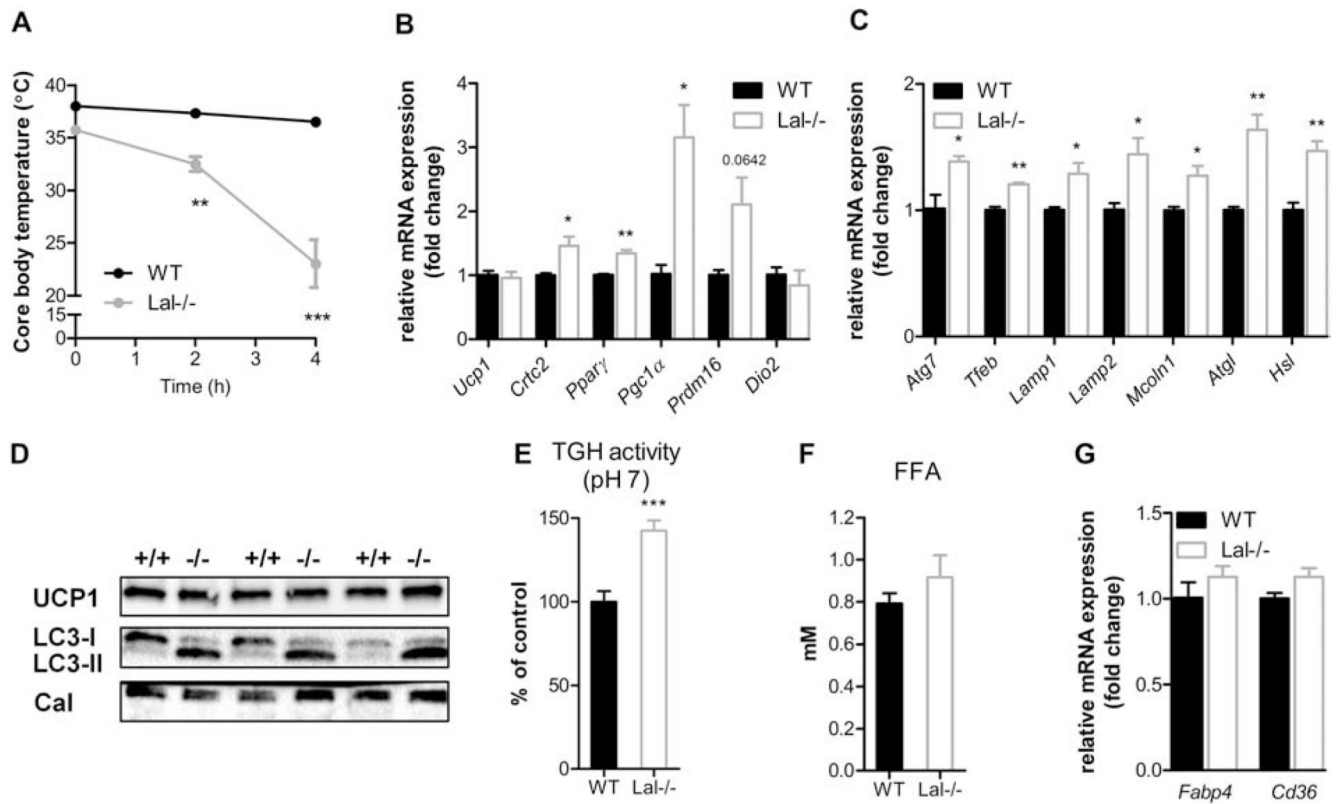 A
Core body temperature (°C)
40
35
30
25
20
15
0
0
1
2
3
4
Time (h)
WT
Lal-/-
**
***
B
relative mRNA expression
(fold change)
4
3
2
1
0
WT
Lal-/-
*
**
*
0.0642
Ucp1
Crtc2
Pparγ
Pgc1α
Prdm16
Dio2
C
relative mRNA expression
(fold change)
2
1
0
WT
Lal-/-
*
**
*
*
*
**
**
Atg7
Tfeb
Lamp1
Lamp2
Mcoln1
Atgl
Hsl
D
+/+ -/- +/+ -/- +/+ -/-
UCP1
LC3-I
LC3-II
Cal
E
TGH activity
(pH 7)
% of control
150
100
50
0
***
WT
Lal-/-
F
FFA
mM
1.2
1.0
0.8
0.6
0.4
0.2
0.0
WT
Lal-/-
G
relative mRNA expression
(fold change)
1.5
1.0
0.5
0.0
WT
Lal-/-
Fabp4
Cd36